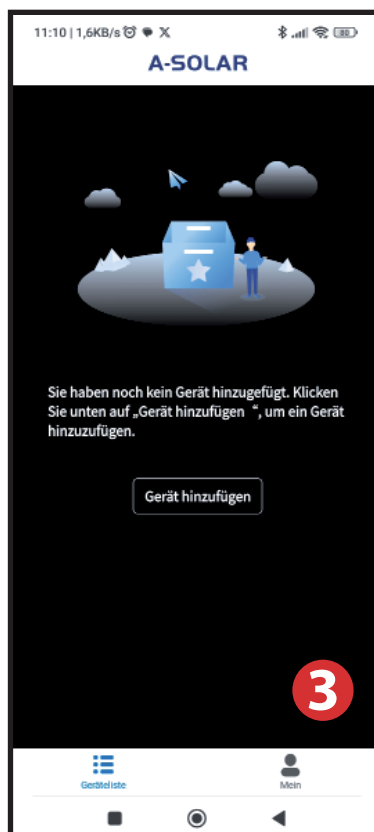 11:10 | 1,6KB/s
80
A-SOLAR
Sie haben noch kein Gerät hinzugefügt. Klicken
Sie unten auf „Gerät hinzufügen “, um ein Gerät
hinzuzufügen.
Gerät hinzufügen
3
Geräteliste
Mein